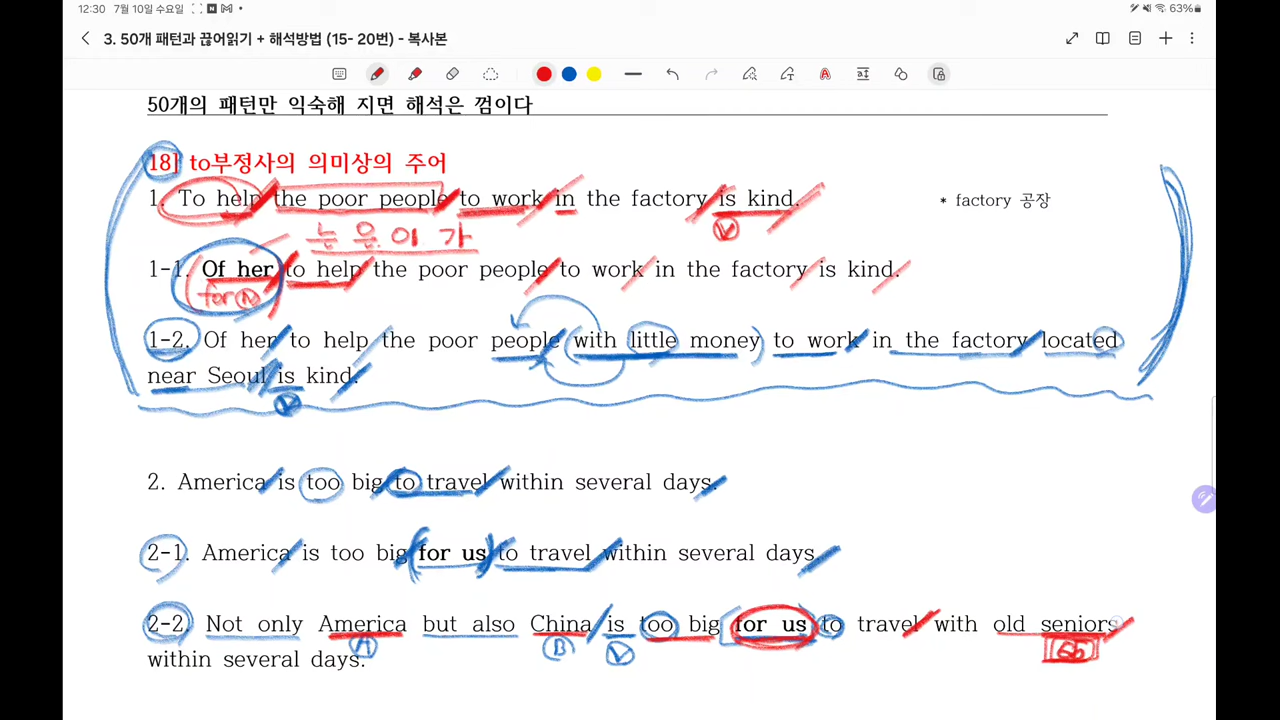 12:30 7월 10일 수요일
63%
3. 50개 패턴과 끊어읽기 + 해석방법 (15- 20번) - 복사본
50개의 패턴만 익숙해 지면 해석은 껌이다
18] to부정사의 의미상의 주어
1. To help the poor people to work in the factory is kind.
* factory 공장
V
는 은 이 가
1-1. Of her to help the poor people to work in the factory is kind.
for N
1-2. Of her to help the poor people with little money to work in the factory located
near Seoul is kind.
V
2. America is too big to travel within several days.
2-1. America is too big for us to travel within several days.
2-2. Not only America but also China is too big for us to travel with old seniors
A B V
within several days.